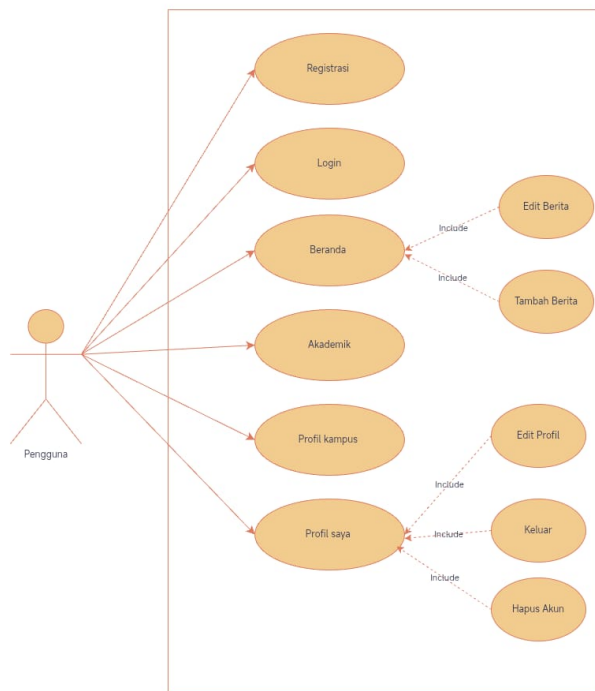 Registrasi
Login
Edit Berita
Include
Beranda
Include
Tambah Berita
Akademik
Pengguna
Profil kampus
Edit Profil
Include
Profil saya
Include
Keluar
Include
Hapus Akun